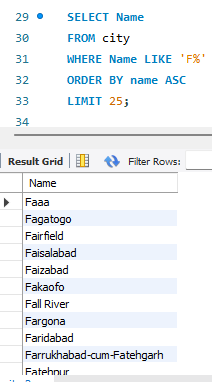 29 SELECT Name
30 FROM city
31 WHERE Name LIKE 'F%'
32 ORDER BY name ASC
33 LIMIT 25;
34
Result Grid Filter Rows:
Name
Faaa
Fagatogo
Fairfield
Faisalabad
Faizabad
Fakaofo
Fall River
Fargona
Faridabad
Farrukhabad-cum-Fatehgarh
Fatehpur